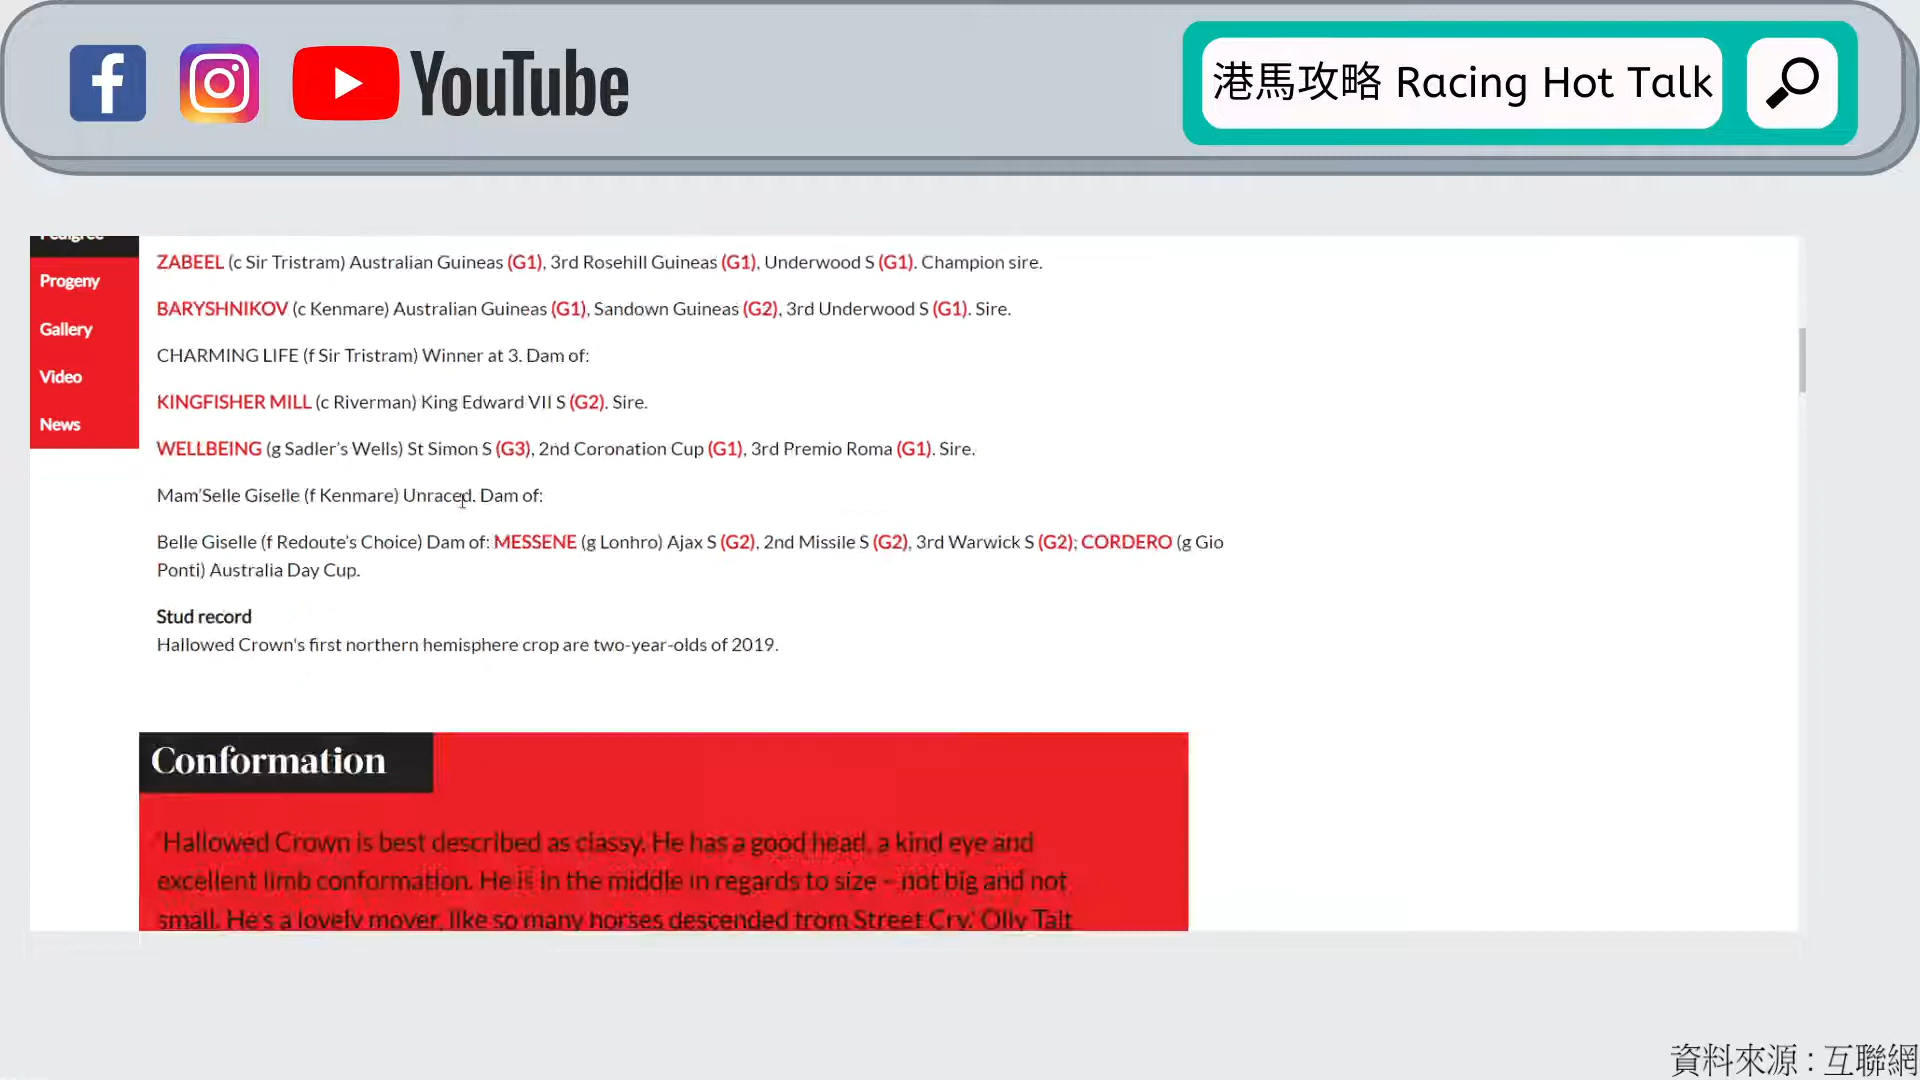 f
YouTube
港馬攻略 Racing Hot Talk
Pedigree
Progeny
Gallery
Video
News
ZABEEL (c Sir Tristram) Australian Guineas (G1), 3rd Rosehill Guineas (G1), Underwood S (G1). Champion sire.
BARYSHNIKOV (c Kenmare) Australian Guineas (G1), Sandown Guineas (G2), 3rd Underwood S (G1). Sire.
CHARMING LIFE (f Sir Tristram) Winner at 3. Dam of:
KINGFISHER MILL (c Riverman) King Edward VII S (G2). Sire.
WELLBEING (g Sadler's Wells) St Simon S (G3), 2nd Coronation Cup (G1), 3rd Premio Roma (G1). Sire.
Mam'Selle Giselle (f Kenmare) Unraced. Dam of:
Belle Giselle (f Redoute's Choice) Dam of: MESSENE (g Lonhro) Ajax S (G2), 2nd Missile S (G2), 3rd Warwick S (G2); CORDERO (g Gio
Ponti) Australia Day Cup.
Stud record
Hallowed Crown's first northern hemisphere crop are two-year-olds of 2019.
Conformation
'Hallowed Crown is best described as classy. He has a good head, a kind eye and
excellent limb conformation. He is in the middle in regards to size – not big and not
small. He's a lovely mover, like so many horses descended from Street Cry.' Olly Tait
資料來源 : 互聯網